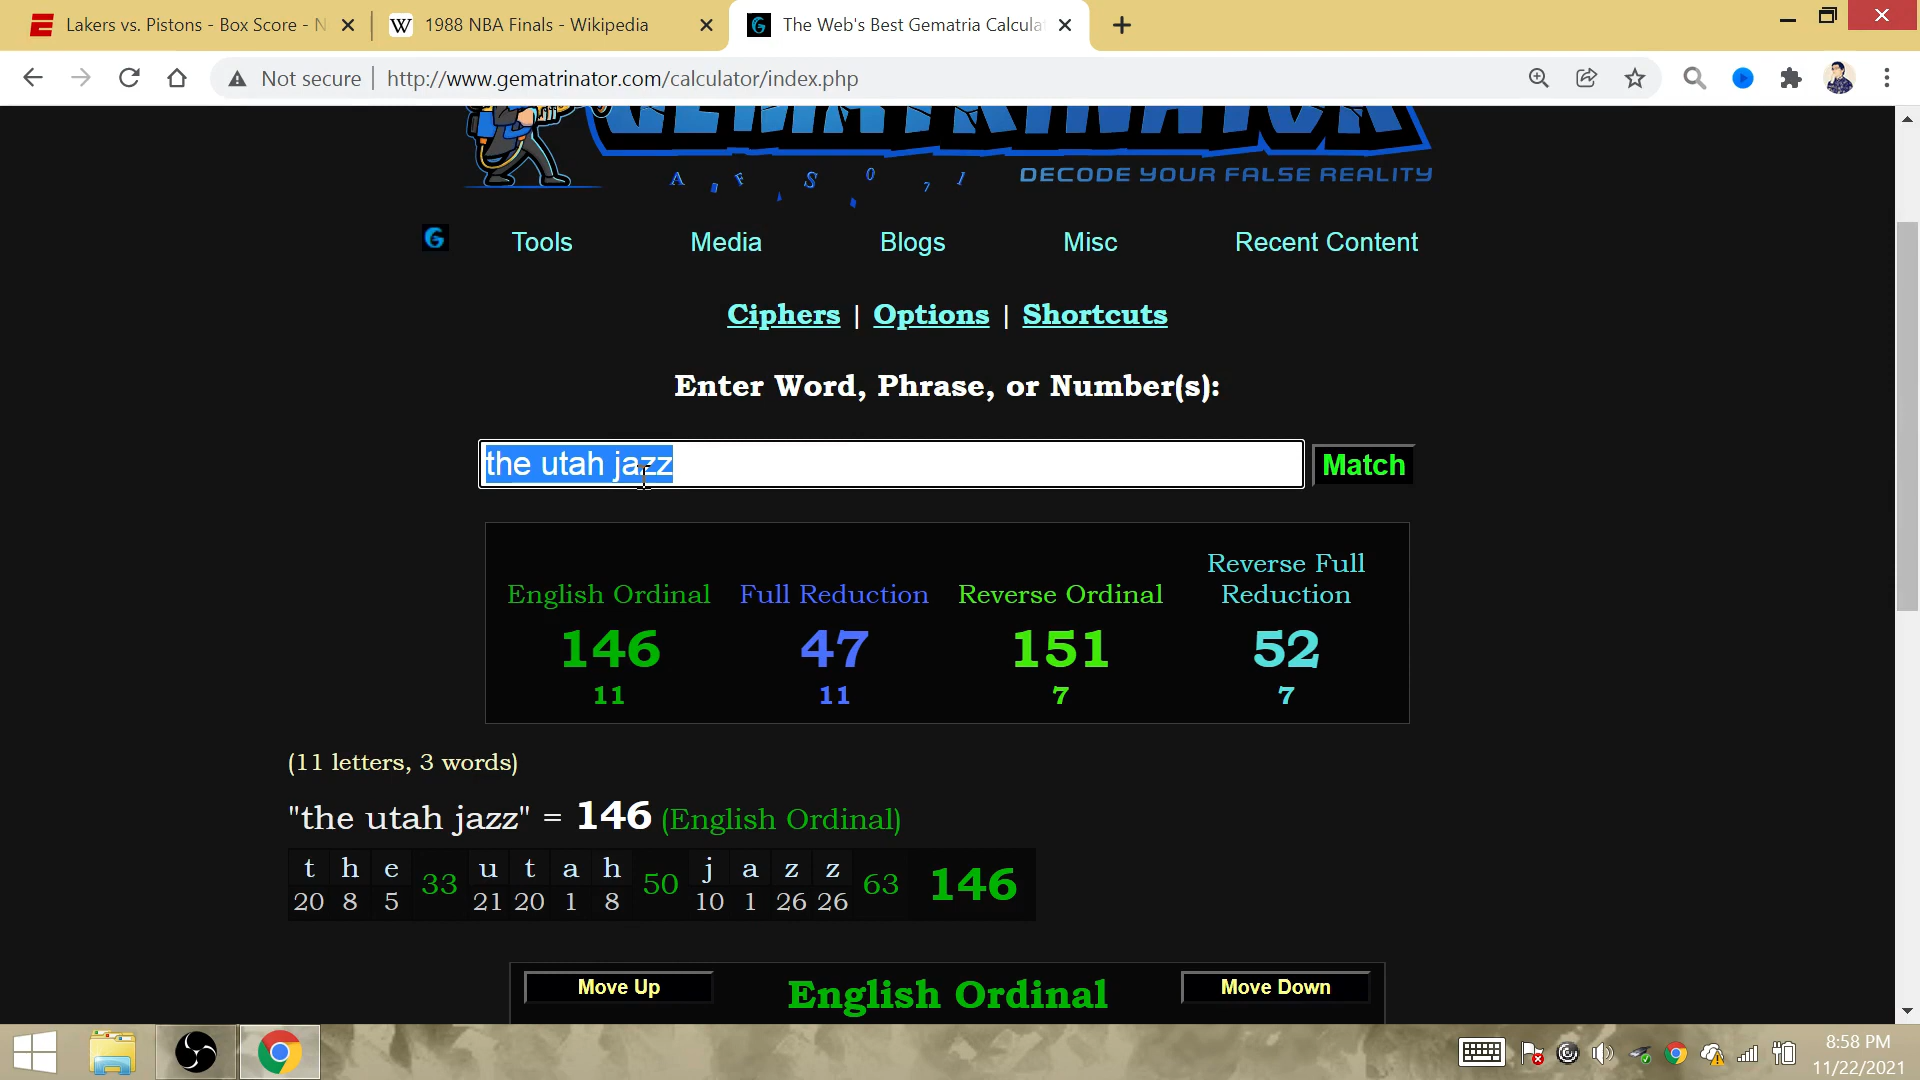 Lakers vs. Pistons - Box Score - N
1988 NBA Finals - Wikipedia
The Web's Best Gematria Calcula
Not secure
http://www.gematrinator.com/calculator/index.php
GEMATRINATOR
A F S 0 7 1
DECODE YOUR FALSE REALITY
Tools Media Blogs Misc Recent Content
Ciphers | Options | Shortcuts
Enter Word, Phrase, or Number(s):
the utah jazz
Match
English Ordinal Full Reduction Reverse Ordinal Reverse Full Reduction
146 47 151 52
11 11 7 7
(11 letters, 3 words)
"the utah jazz" = 146 (English Ordinal)
t h e 33 u t a h 50 j a z z 63 146
20 8 5 21 20 1 8 10 1 26 26
Move Up English Ordinal Move Down
8:58 PM
11/22/2021